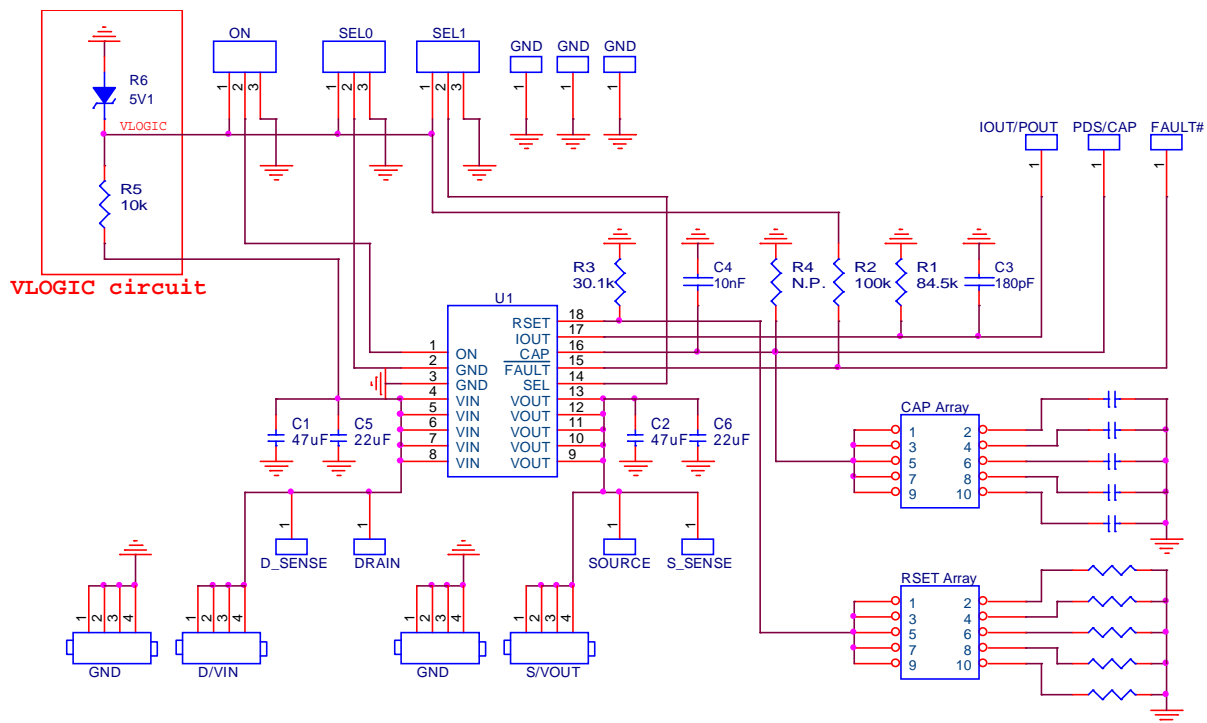 ON
SEL0
SEL1
GND
GND
GND
1
2
3
1
2
3
1
2
3
1
1
1
R6
5V1
VLOGIC
R5
10k
VLOGIC circuit
IOUT/POUT
PDS/CAP
FAULT#
1
1
1
R3
30.1k
C4
10nF
R4
N.P.
R2
100k
R1
84.5k
C3
180pF
U1
1
2
3
4
5
6
7
8
ON
GND
GND
VIN
VIN
VIN
VIN
VIN
RSET
IOUT
CAP
FAULT
SEL
VOUT
VOUT
VOUT
VOUT
VOUT
18
17
16
15
14
13
12
11
10
9
C1
47uF
C5
22uF
C2
47uF
C6
22uF
CAP Array
1 2
3 4
5 6
7 8
9 10
1
D_SENSE
1
DRAIN
1
SOURCE
1
S_SENSE
RSET Array
1 2
3 4
5 6
7 8
9 10
1
2
3
4
GND
1
2
3
4
D/VIN
1
2
3
4
GND
1
2
3
4
S/VOUT